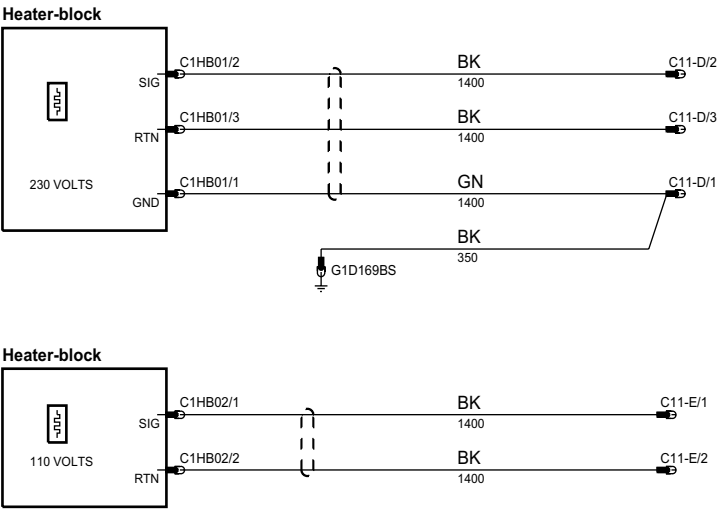 Heater-block
C1HB01/2 BK C11-D/2
SIG 1400
C1HB01/3 BK C11-D/3
RTN 1400
230 VOLTS C1HB01/1 GN C11-D/1
GND 1400
BK
350
G1D169BS
Heater-block
C1HB02/1 BK C11-E/1
SIG 1400
110 VOLTS C1HB02/2 BK C11-E/2
RTN 1400